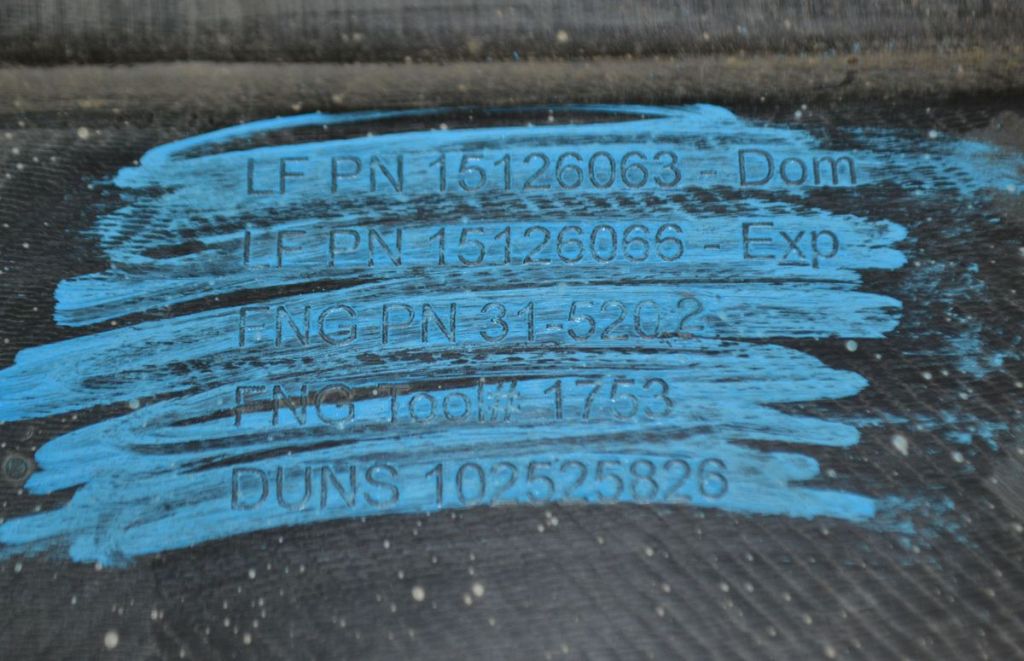 LF PN 15126063 - Dom
LF PN 15126066 - Exp
FNG PN 31-5202
FNG Tool# 1753
DUNS 102525826